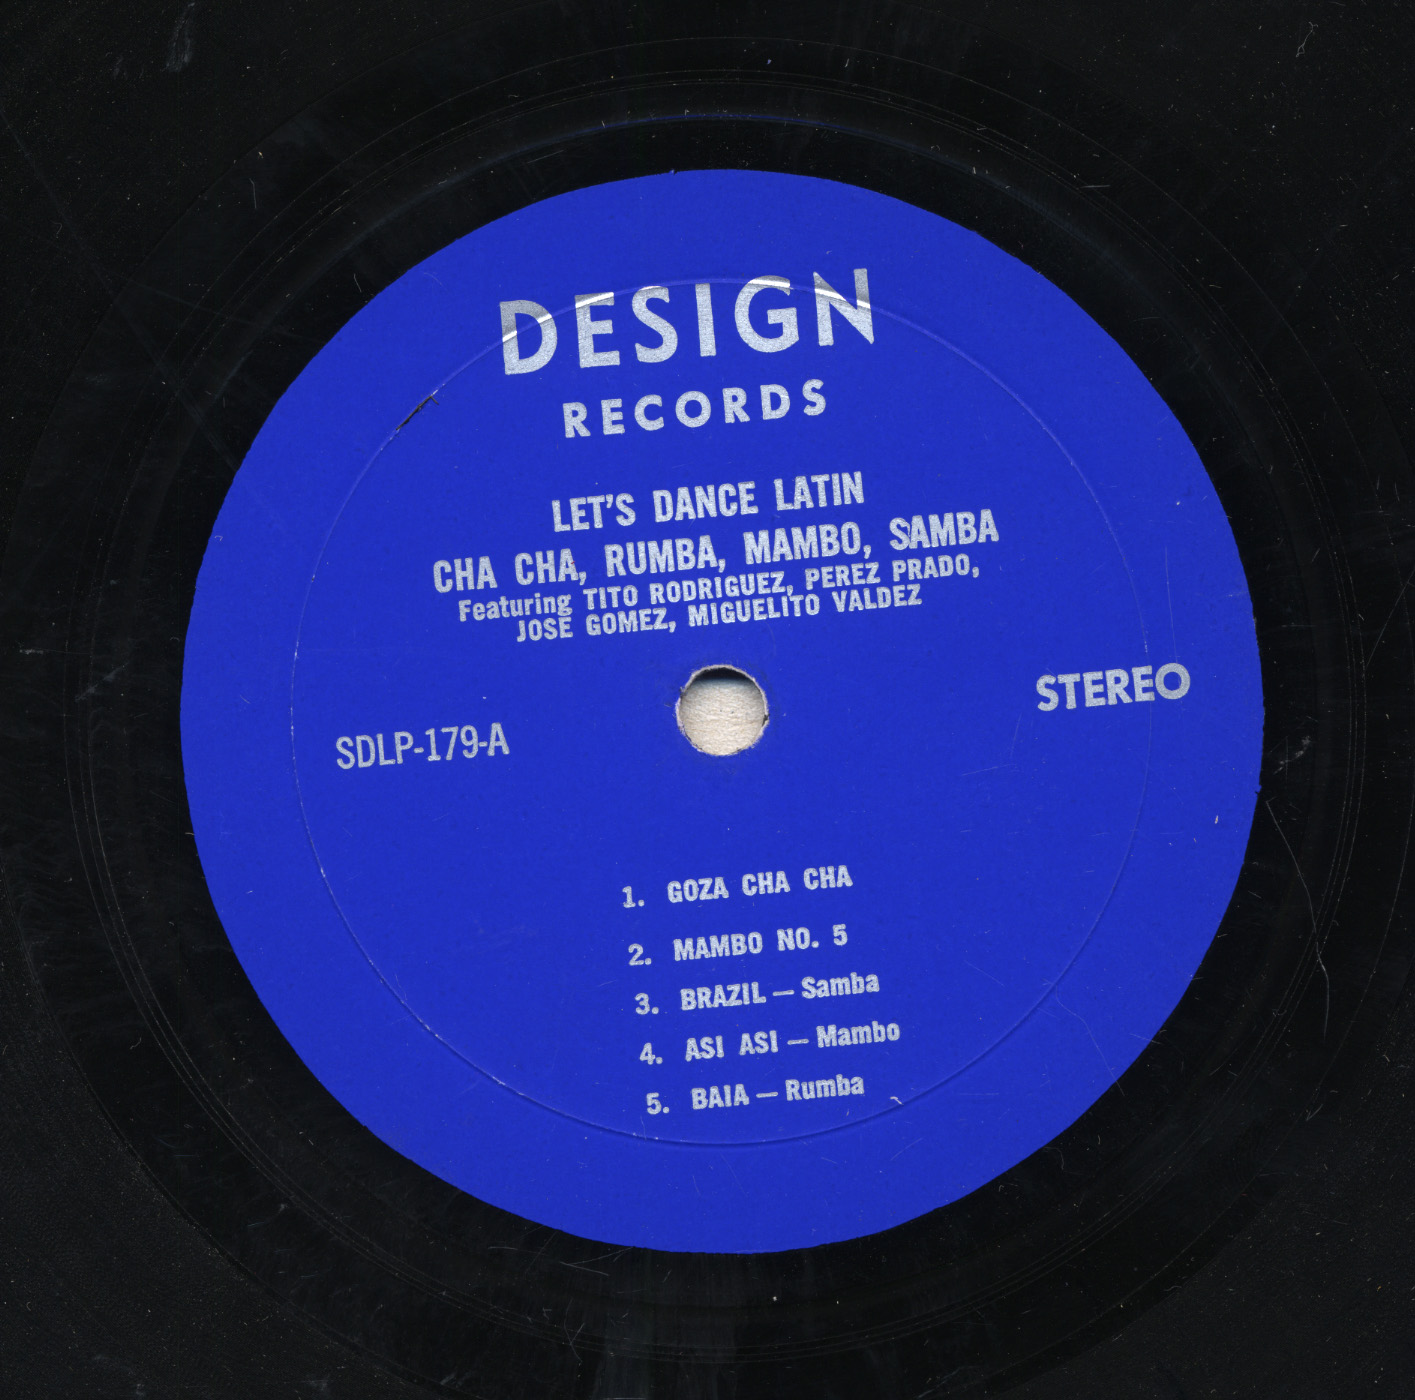 DESIGN
RECORDS
LET'S DANCE LATIN
CHA CHA, RUMBA, MAMBO, SAMBA
Featuring TITO RODRIGUEZ, PEREZ PRADO,
JOSE GOMEZ, MIGUELITO VALDEZ
STEREO
SDLP-179-A
1. GOZA CHA CHA
2. MAMBO NO. 5
3. BRAZIL — Samba
4. ASI ASI — Mambo
5. BAIA — Rumba